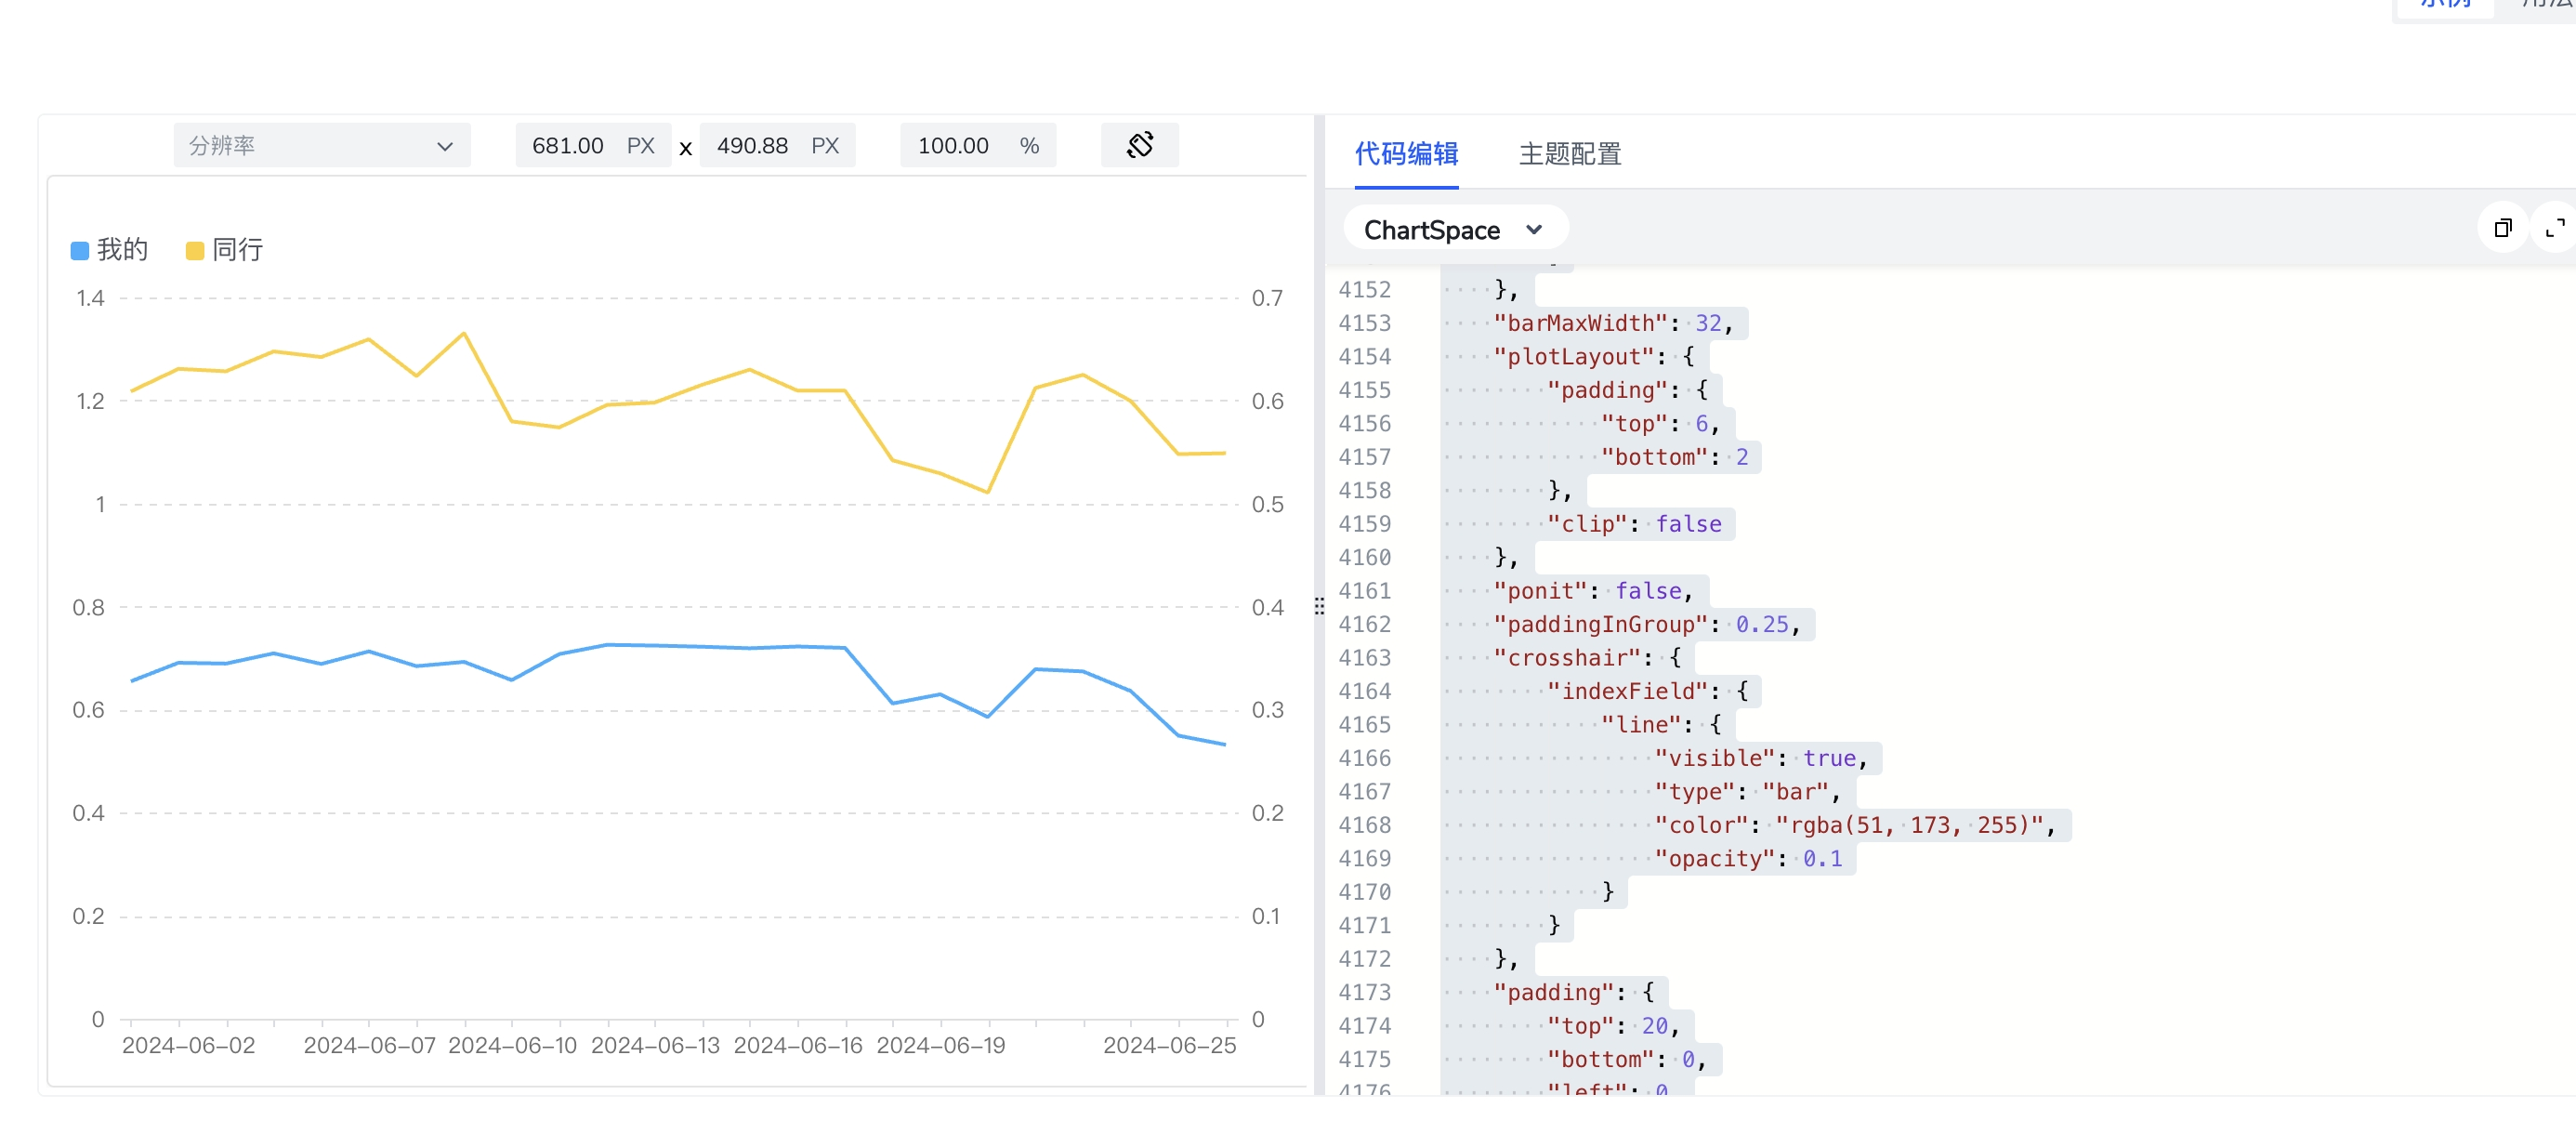 示例 用法
分辨率 681.00 PX x 490.88 PX 100.00 %
代码编辑 主题配置
ChartSpace
我的 同行
1.4 0.7
1.2 0.6
1 0.5
0.8 0.4
0.6 0.3
0.4 0.2
0.2 0.1
0 0
2024-06-02 2024-06-07 2024-06-10 2024-06-13 2024-06-16 2024-06-19 2024-06-25
4152 },
4153 "barMaxWidth": 32,
4154 "plotLayout": {
4155 "padding": {
4156 "top": 6,
4157 "bottom": 2
4158 },
4159 "clip": false
4160 },
4161 "ponit": false,
4162 "paddingInGroup": 0.25,
4163 "crosshair": {
4164 "indexField": {
4165 "line": {
4166 "visible": true,
4167 "type": "bar",
4168 "color": "rgba(51, 173, 255)",
4169 "opacity": 0.1
4170 }
4171 }
4172 },
4173 "padding": {
4174 "top": 20,
4175 "bottom": 0,
4176 "left": 0